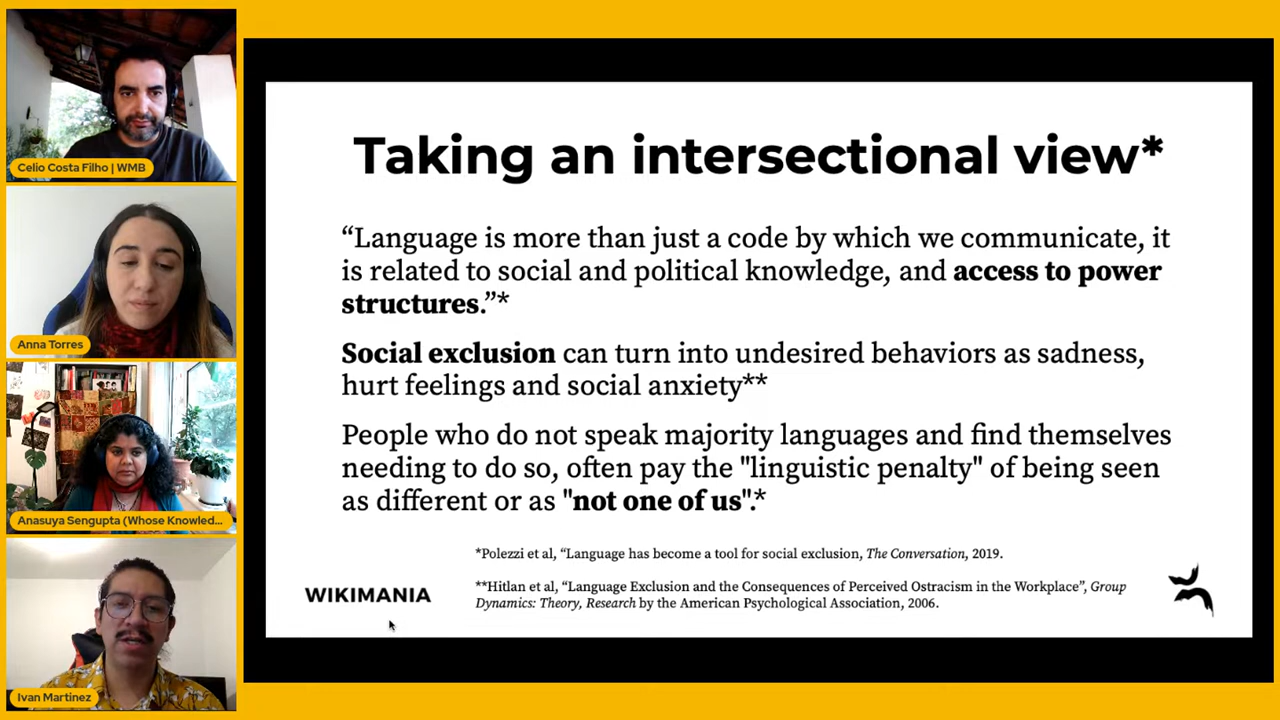 Celio Costa Filho | WMB
Anna Torres
Anasuya Sengupta (Whose Knowled...
Ivan Martínez
Taking an intersectional view*
“Language is more than just a code by which we communicate, it
is related to social and political knowledge, and access to power
structures.”*
Social exclusion can turn into undesired behaviors as sadness,
hurt feelings and social anxiety**
People who do not speak majority languages and find themselves
needing to do so, often pay the "linguistic penalty" of being seen
as different or as "not one of us".*
*Polezzi et al, “Language has become a tool for social exclusion, The Conversation, 2019.
**Hitlan et al, “Language Exclusion and the Consequences of Perceived Ostracism in the Workplace”, Group
Dynamics: Theory, Research by the American Psychological Association, 2006.
WIKIMANIA